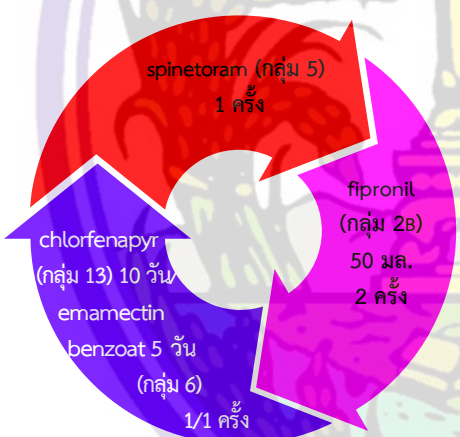 spinetoram (กลุ่ม 5)
1 ครั้ง
fipronil
(กลุ่ม 2B)
50 มล.
2 ครั้ง
chlorfenapyr
(กลุ่ม 13) 10 วัน/
emamectin
benzoat 5 วัน
(กลุ่ม 6)
1/1 ครั้ง